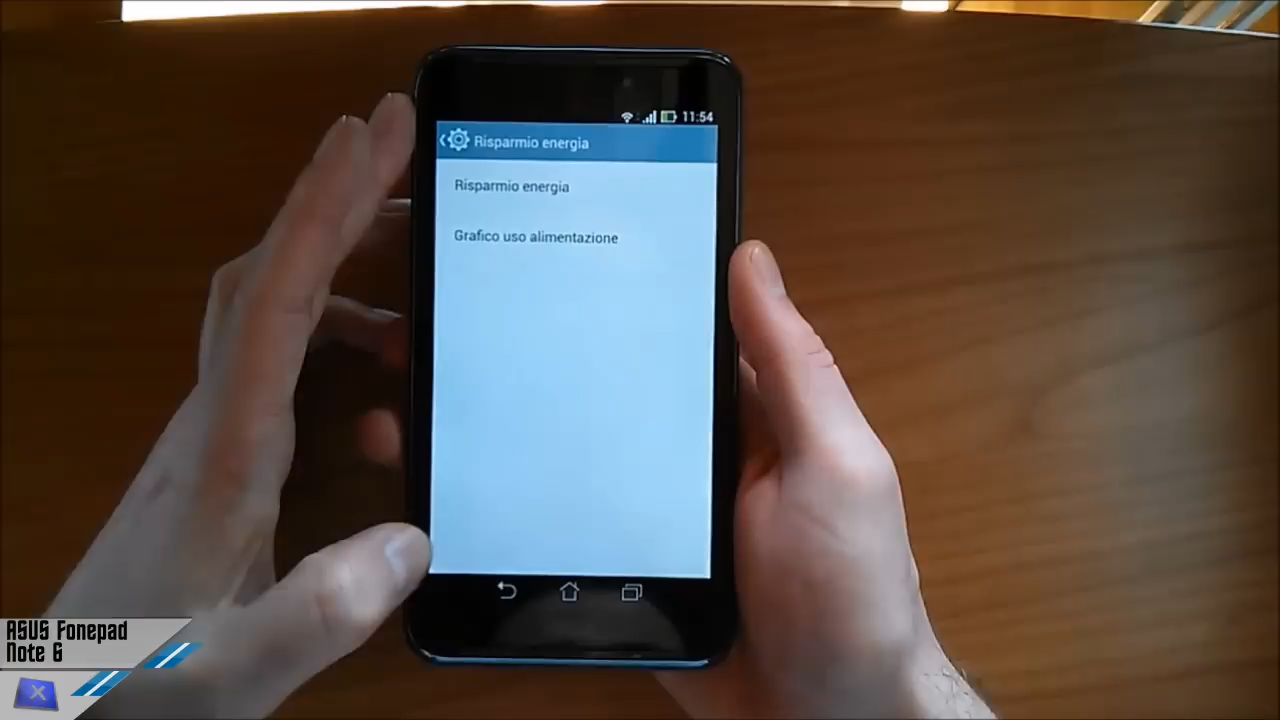 11:54
Risparmio energia
Risparmio energia
Grafico uso alimentazione
ASUS Fonepad
Note 6